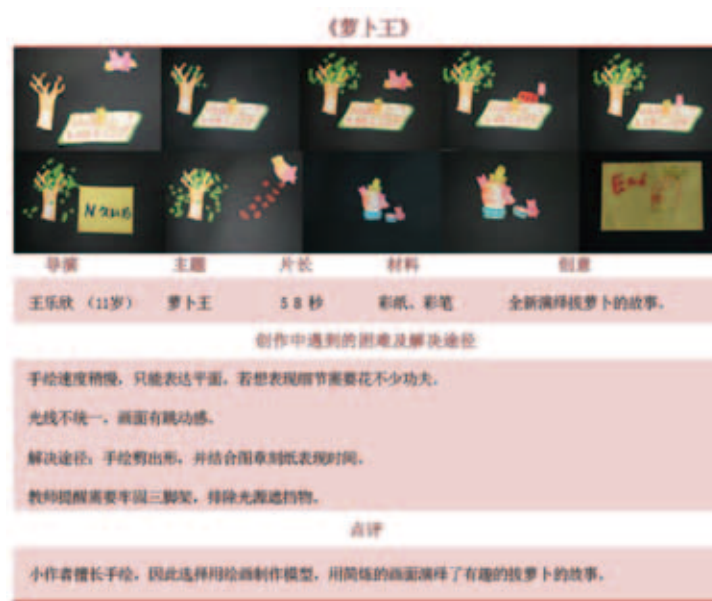 《萝卜王》
End
导演 主题 片长 材料 创意
王乐欣 （11岁） 萝卜王 58 秒 彩纸、彩笔 全新演绎拔萝卜的故事。
创作中遇到的困难及解决途径
手绘速度稍慢，只能表达平面，若想表现细节需要花不少功夫。
光线不统一，画面有跳动感。
解决途径：手绘剪出形，并结合图章刻纸表现时间。
教师提醒需要牢固三脚架，排除光源遮挡物。
点评
小作者擅长手绘，因此选择用绘画制作模型，用简炼的画面演绎了有趣的拔萝卜的故事。